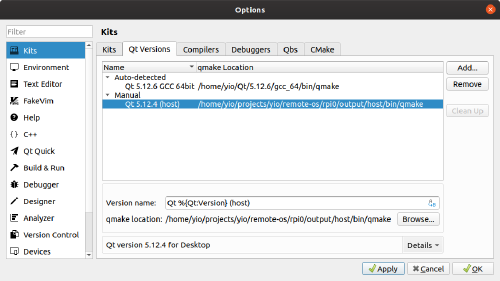 Options
Filter
Kits
Kits
Environment
Text Editor
FakeVim
Help
C++
Qt Quick
Build & Run
Debugger
Designer
Analyzer
Version Control
Devices
Kits Qt Versions Compilers Debuggers Qbs CMake
Name qmake Location
Auto-detected
Qt 5.12.6 GCC 64bit /home/yio/Qt/5.12.6/gcc_64/bin/qmake
Manual
Qt 5.12.4 (host) /home/yio/projects/yio/remote-os/rpi0/output/host/bin/qmake
Add...
Remove
Clean Up
Version name: Qt %{Qt:Version} (host)
qmake location: /home/yio/projects/yio/remote-os/rpi0/output/host/bin/qmake Browse...
Qt version 5.12.4 for Desktop Details
Apply Cancel OK